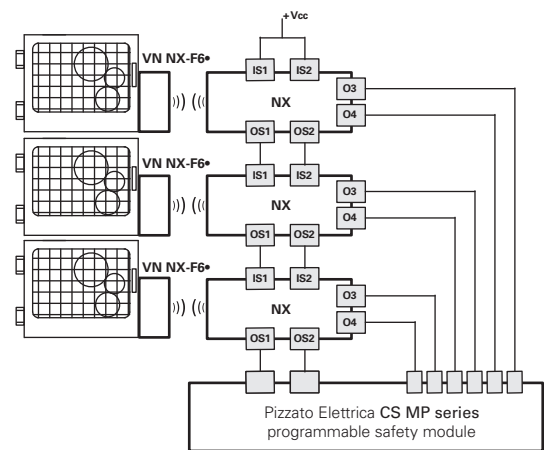 +Vcc
VN NX-F6•
IS1 IS2
NX
O3
O4
OS1 OS2
VN NX-F6•
IS1 IS2
NX
O3
O4
OS1 OS2
VN NX-F6•
IS1 IS2
NX
O3
O4
OS1 OS2
Pizzato Elettrica CS MP series
programmable safety module